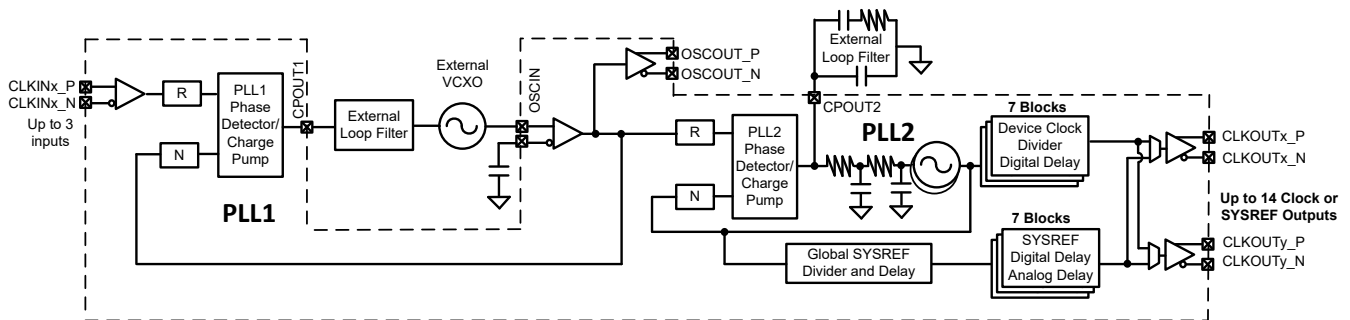 CLKINx_P
CLKINx_N
Up to 3
inputs
R
N
PLL1
Phase
Detector/
Charge
Pump
PLL1
CPOUT1
External
Loop Filter
External
VCXO
OSCIN
OSCOUT_P
OSCOUT_N
External
Loop Filter
CPOUT2
R
N
PLL2
Phase
Detector/
Charge
Pump
PLL2
7 Blocks
Device Clock
Divider
Digital Delay
CLKOUTx_P
CLKOUTx_N
Up to 14 Clock or
SYSREF Outputs
Global SYSREF
Divider and Delay
7 Blocks
SYSREF
Digital Delay
Analog Delay
CLKOUTy_P
CLKOUTy_N